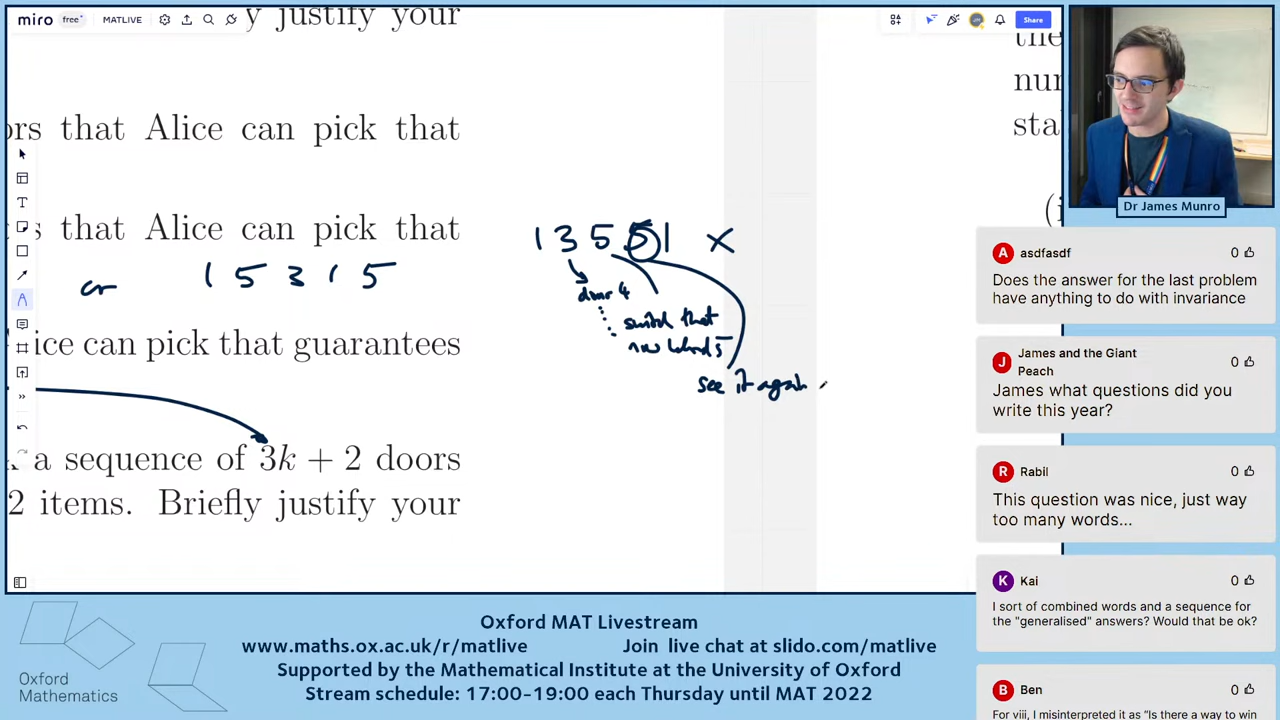 miro free MATLIVE Share
y justify your
ors that Alice can pick that
s that Alice can pick that
or 1 5 3 1 5
ice can pick that guarantees
a sequence of 3k + 2 doors
2 items. Briefly justify your
1 3 5 5 1 ×
door 4
switch that
now behind 5
see it again
the
num
sta
(i
Dr James Munro
A asdfasdf 0
Does the answer for the last problem
have anything to do with invariance
J James and the Giant
Peach 0
James what questions did you
write this year?
R Rabil 0
This question was nice, just way
too many words...
K Kai 0
I sort of combined words and a sequence for
the "generalised" answers? Would that be ok?
B Ben 0
For viii, I misinterpreted it as "Is there a way to win
Oxford
Mathematics
Oxford MAT Livestream
www.maths.ox.ac.uk/r/matlive Join live chat at slido.com/matlive
Supported by the Mathematical Institute at the University of Oxford
Stream schedule: 17:00-19:00 each Thursday until MAT 2022